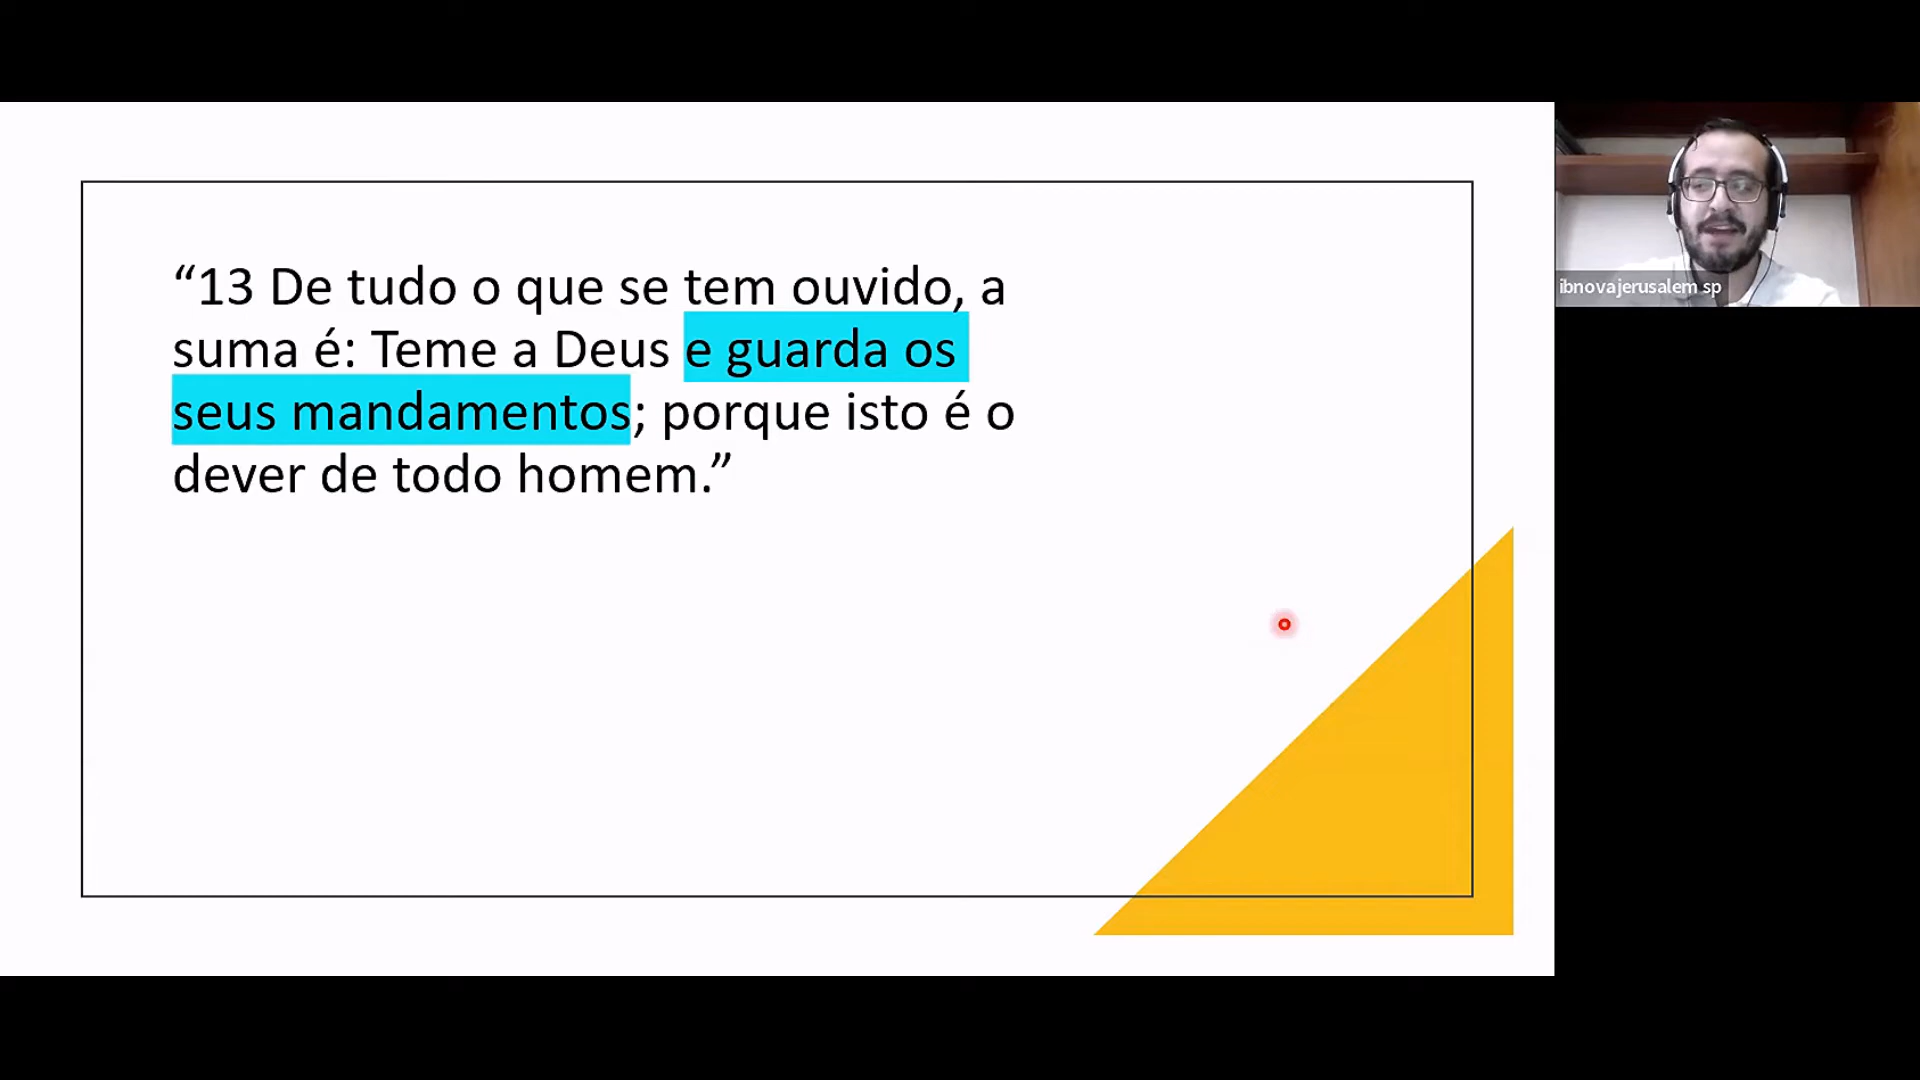 “13 De tudo o que se tem ouvido, a
suma é: Teme a Deus e guarda os
seus mandamentos; porque isto é o
dever de todo homem.”
ibnovajerusalem sp